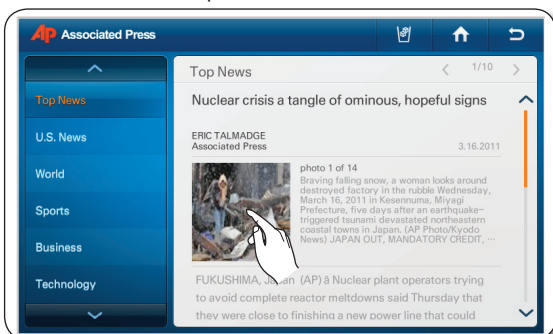 AP Associated Press
Top News
U.S. News
World
Sports
Business
Technology
Top News
1/10
Nuclear crisis a tangle of ominous, hopeful signs
ERIC TALMADGE
Associated Press
3.16.2011
photo 1 of 14
Braving falling snow, a woman looks around
destroyed factory in the rubble Wednesday,
March 16, 2011 in Kesennuma, Miyagi
Prefecture, five days after an earthquake-
triggered tsunami devastated northeastern
coastal towns in Japan. (AP Photo/Kyodo
News) JAPAN OUT, MANDATORY CREDIT, ...
FUKUSHIMA, Japan (AP) â Nuclear plant operators trying
to avoid complete reactor meltdowns said Thursday that
they were close to finishing a new power line that could